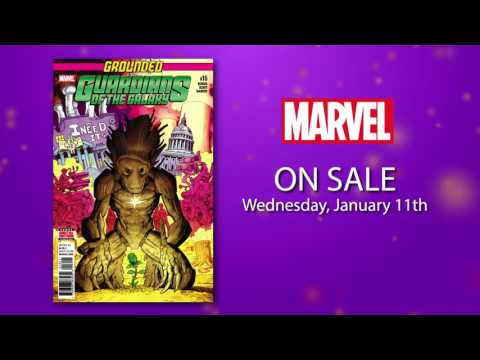 GROUNDED
MARVEL
GUARDIANS
OF THE GALAXY
#16
I NEED
IT
MARVEL
ON SALE
Wednesday, January 11th